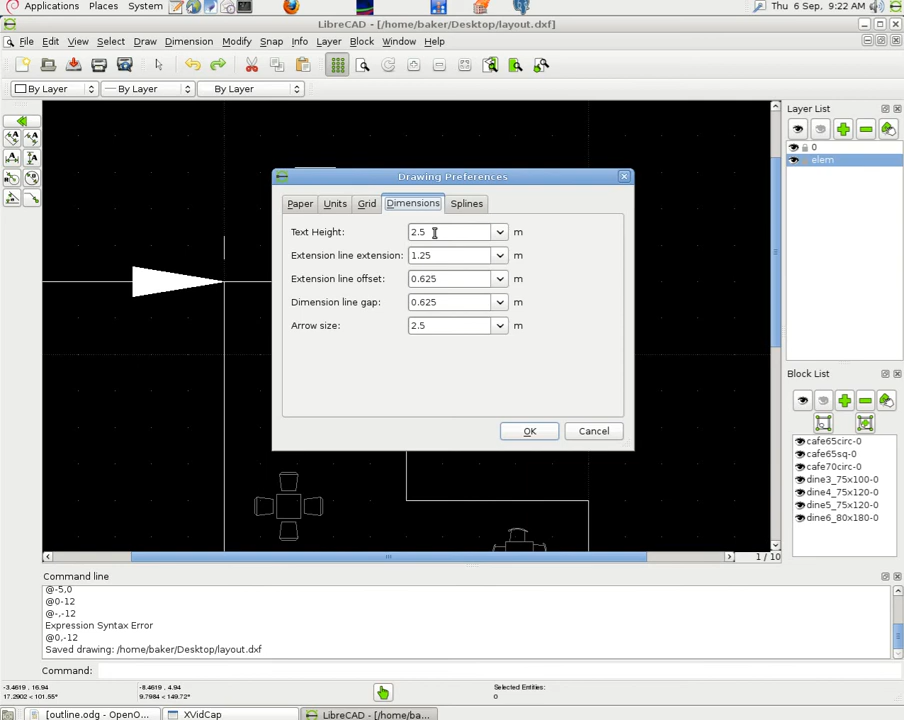 Applications Places System Thu 6 Sep, 9:22 AM
LibreCAD - [/home/baker/Desktop/layout.dxf]
File Edit View Select Draw Dimension Modify Snap Info Layer Block Window Help
By Layer By Layer By Layer
Layer List
0
elem
Drawing Preferences
Paper Units Grid Dimensions Splines
Text Height: 2.5 m
Extension line extension: 1.25 m
Extension line offset: 0.625 m
Dimension line gap: 0.625 m
Arrow size: 2.5 m
OK Cancel
Block List
cafe65circ-0
cafe65sq-0
cafe70circ-0
dine3_75x100-0
dine4_75x120-0
dine5_75x120-0
dine6_80x180-0
1 / 10
Command line
@-5,0
@0-12
@-,-12
Expression Syntax Error
@0,-12
Saved drawing: /home/baker/Desktop/layout.dxf
Command:
-3.4619 , 16.94 -8.4619 , 4.94 Selected Entities:
17.2902 < 101.55° 9.7984 < 149.72° 0
[outline.odg - OpenO... XVidCap LibreCAD - [/home/ba...